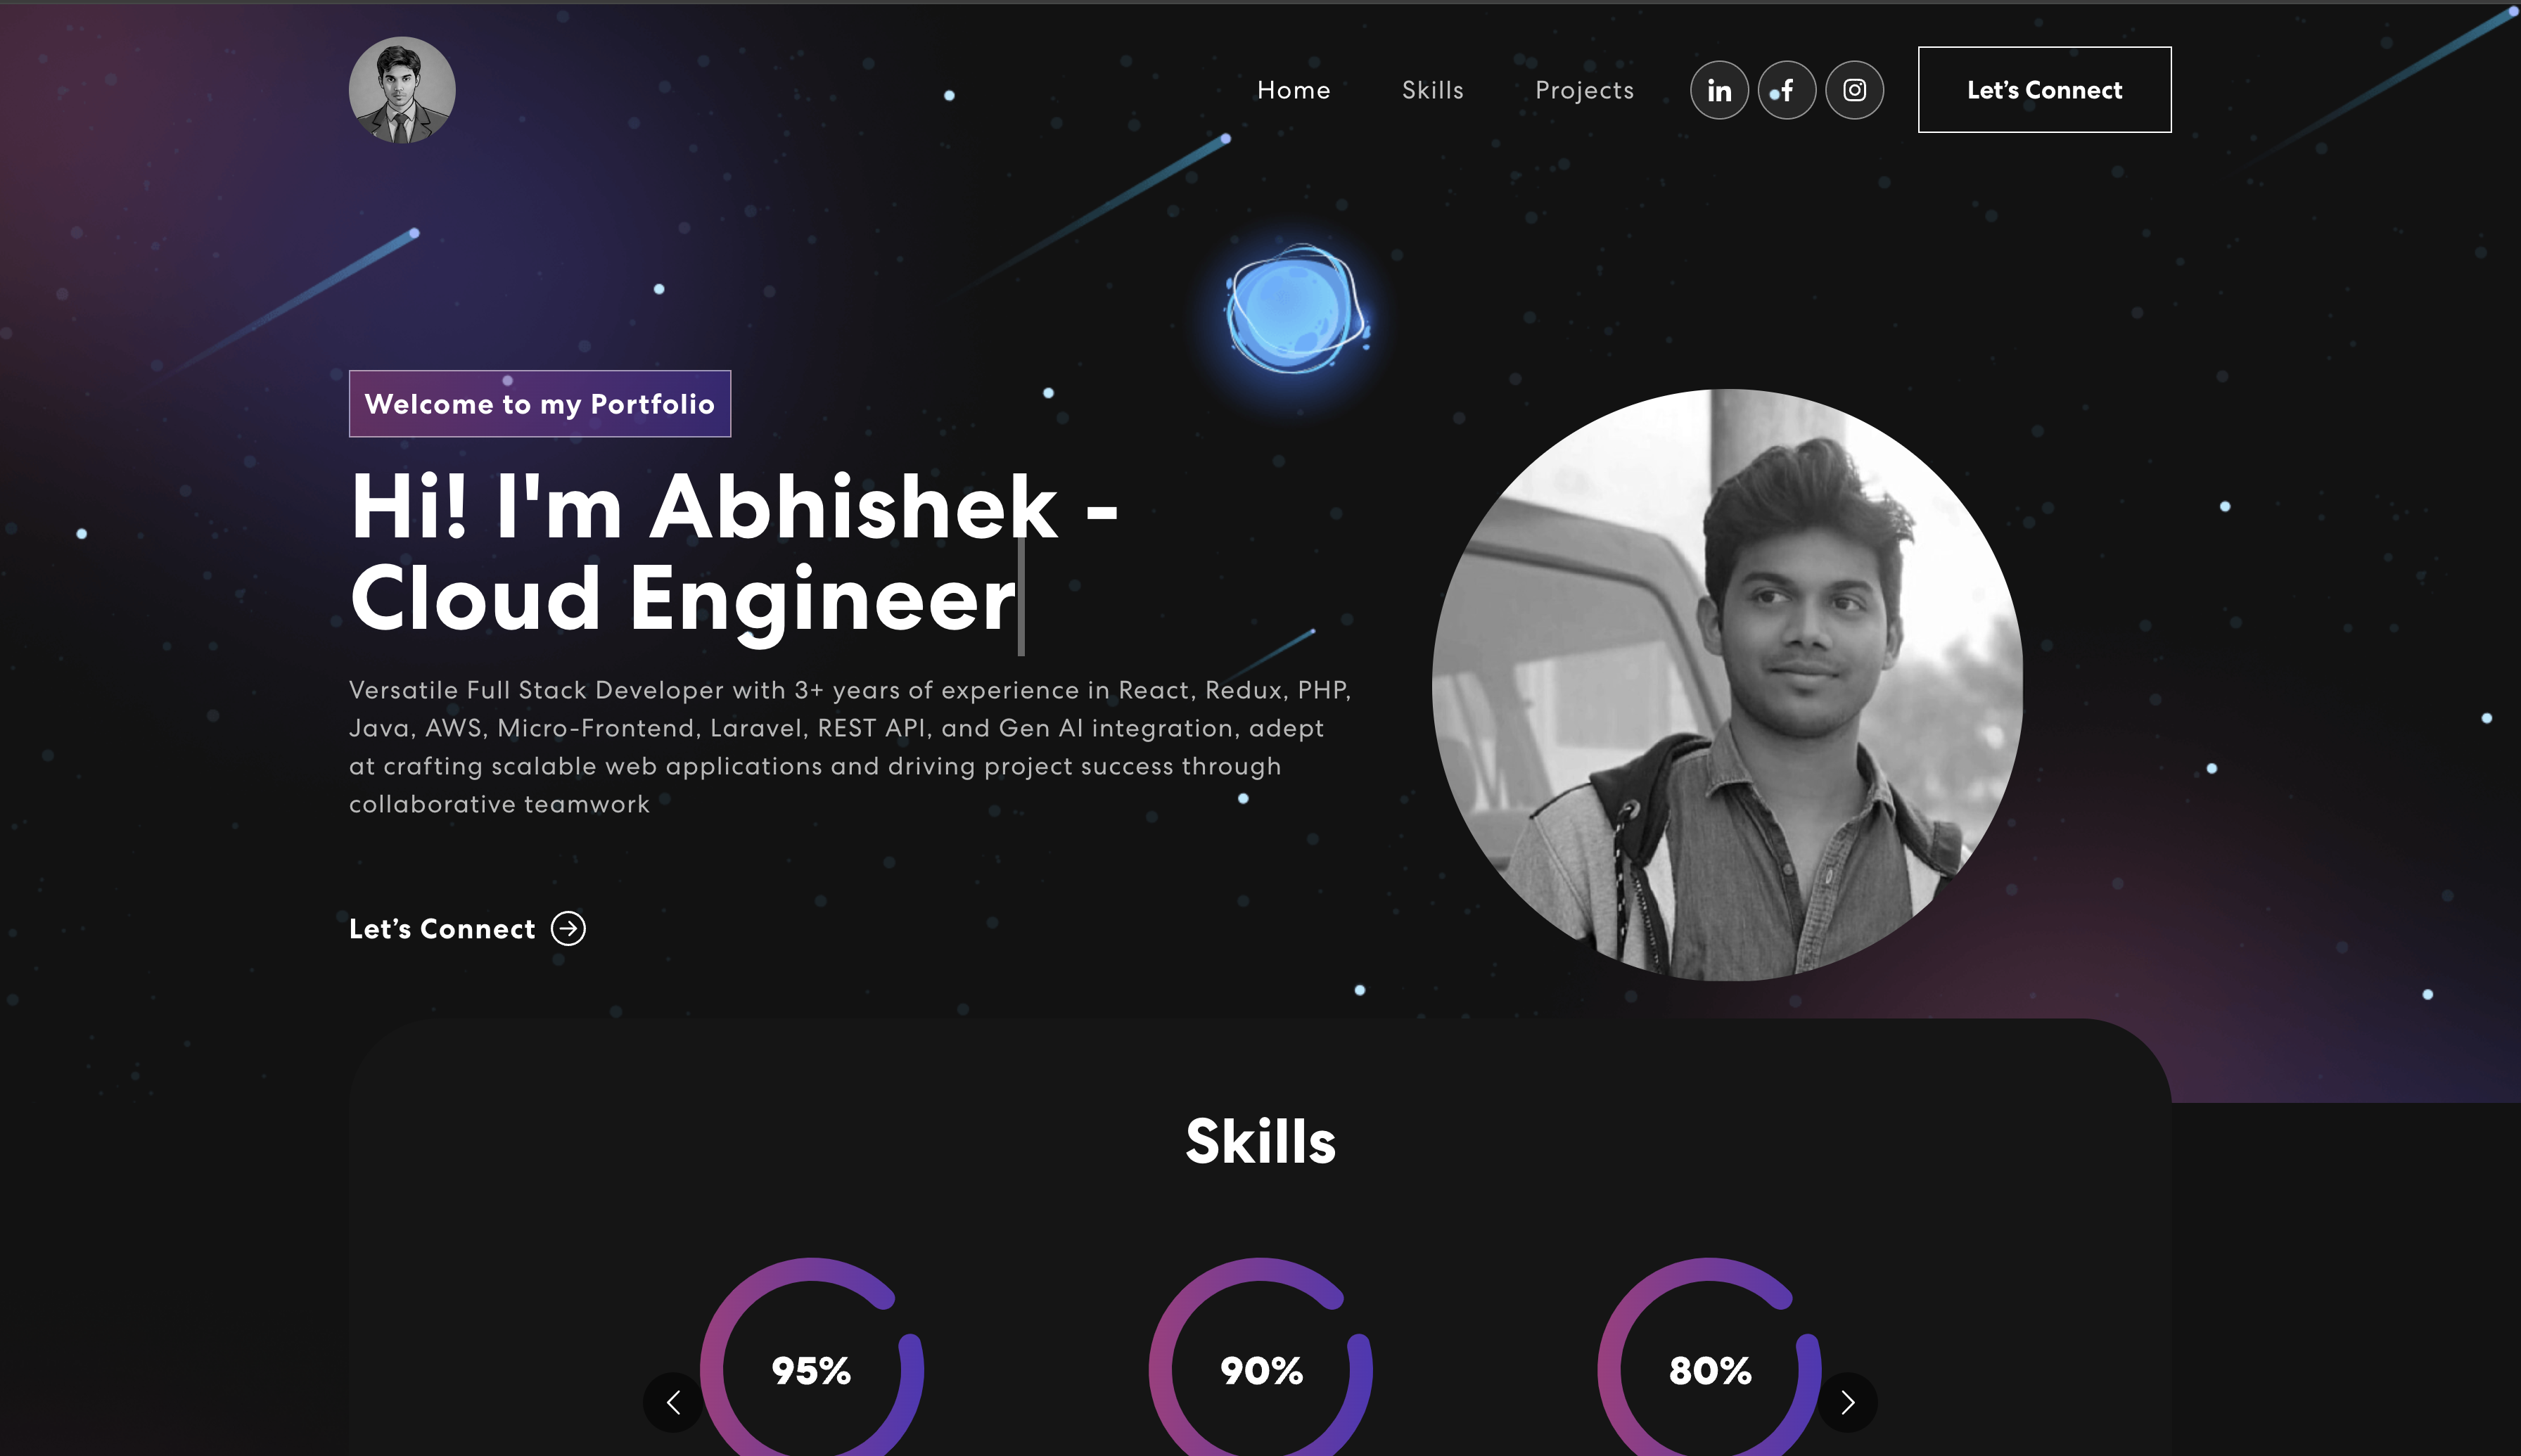 Home
Skills
Projects
in
f
Let’s Connect
Welcome to my Portfolio
Hi! I'm Abhishek -
Cloud Engineer
Versatile Full Stack Developer with 3+ years of experience in React, Redux, PHP,
Java, AWS, Micro-Frontend, Laravel, REST API, and Gen AI integration, adept
at crafting scalable web applications and driving project success through
collaborative teamwork
Let’s Connect
Skills
95%
90%
80%